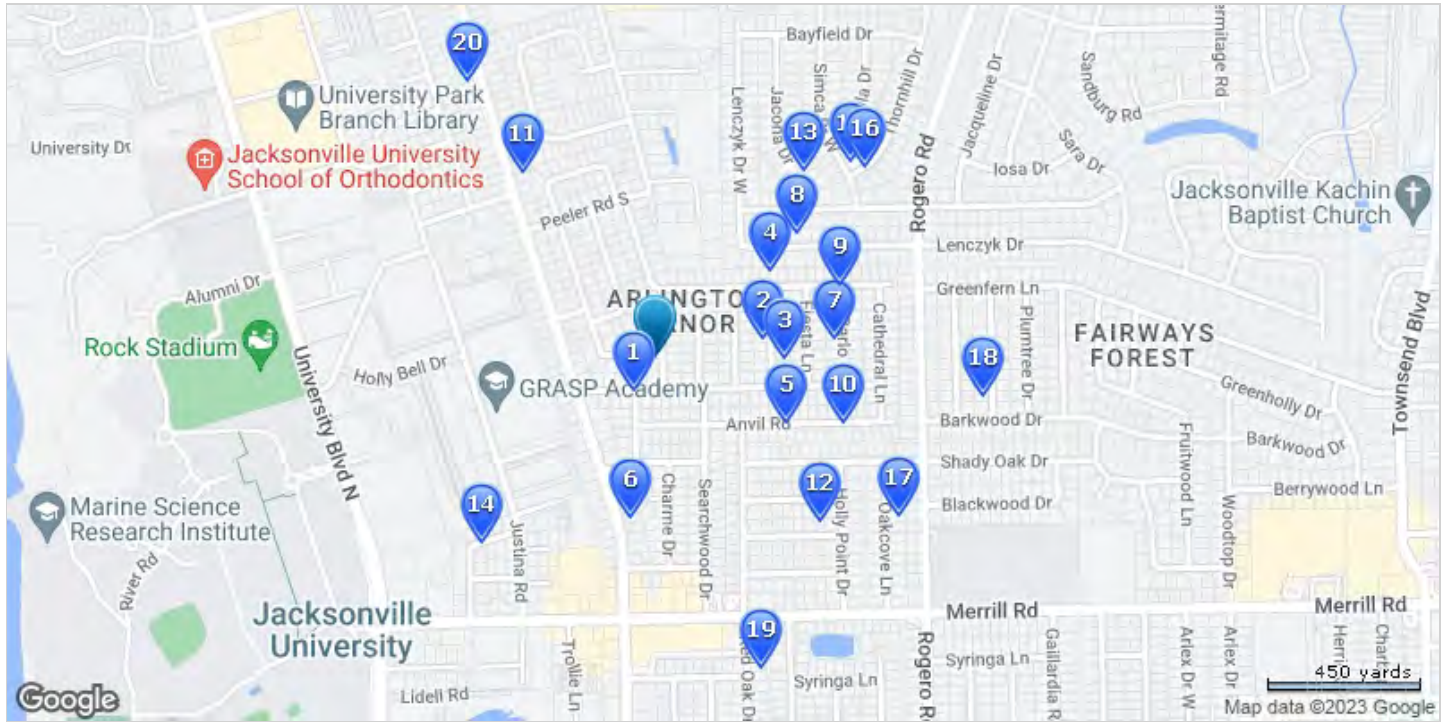 Bayfield Dr
20
University Park
Branch Library
11
Lenczyk Dr W
Jacona Dr
13
16
Thornhill Dr
Rogero Rd
Jacqueline Dr
Sandburg Rd
Sara Dr
Iosa Dr
Jacksonville University
School of Orthodontics
Peeler Rd S
8
4
9
Lenczyk Dr
Jacksonville Kachin
Baptist Church
Alumni Dr
Greenfern Ln
2
3
7
Fiesta Ln
Cathedral Ln
Plumtree Dr
FAIRWAYS
FOREST
Townsend Blvd
Rock Stadium
University Blvd N
Holly Bell Dr
GRASP Academy
1
5
10
18
Greenholly Dr
Anvil Rd
Barkwood Dr
Barkwood Dr
Shady Oak Dr
Fruitwood Ln
Berrywood Ln
6
Charme Dr
Searchwood Dr
12
Holly Point Dr
17
Oakcove Ln
Blackwood Dr
Woodtop Dr
Marine Science
Research Institute
14
Justina Rd
River Rd
Jacksonville
University
Merrill Rd
Merrill Rd
19
Trollie Ln
Syringa Ln
Rogero R
Syringa Ln
Gaillardia R
Arlex Dr W
Arlex Dr
Lidell Rd
450 yards
Google
Map data ©2023 Google